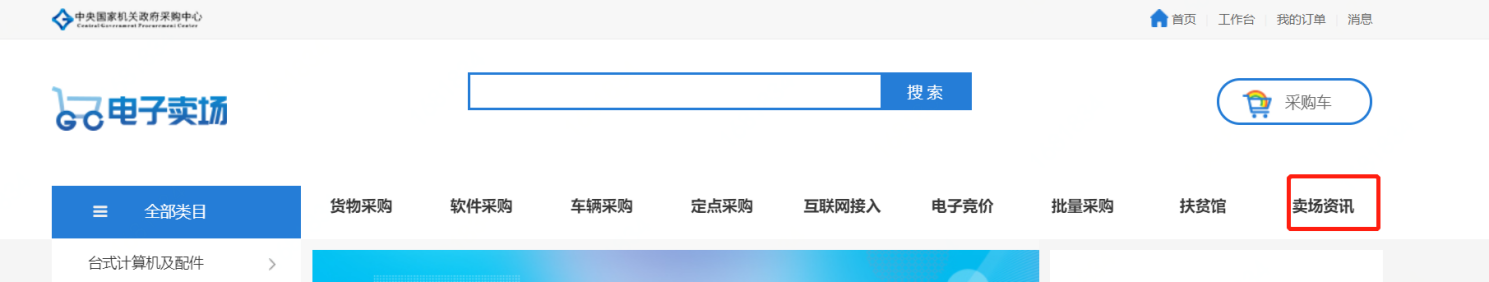 中央国家机关政府采购中心
Central Government Procurement Center
首页 工作台 我的订单 消息
GC电子卖场
搜索
采购车
全部类目
货物采购 软件采购 车辆采购 定点采购 互联网接入 电子竞价 批量采购 扶贫馆 卖场资讯
台式计算机及配件